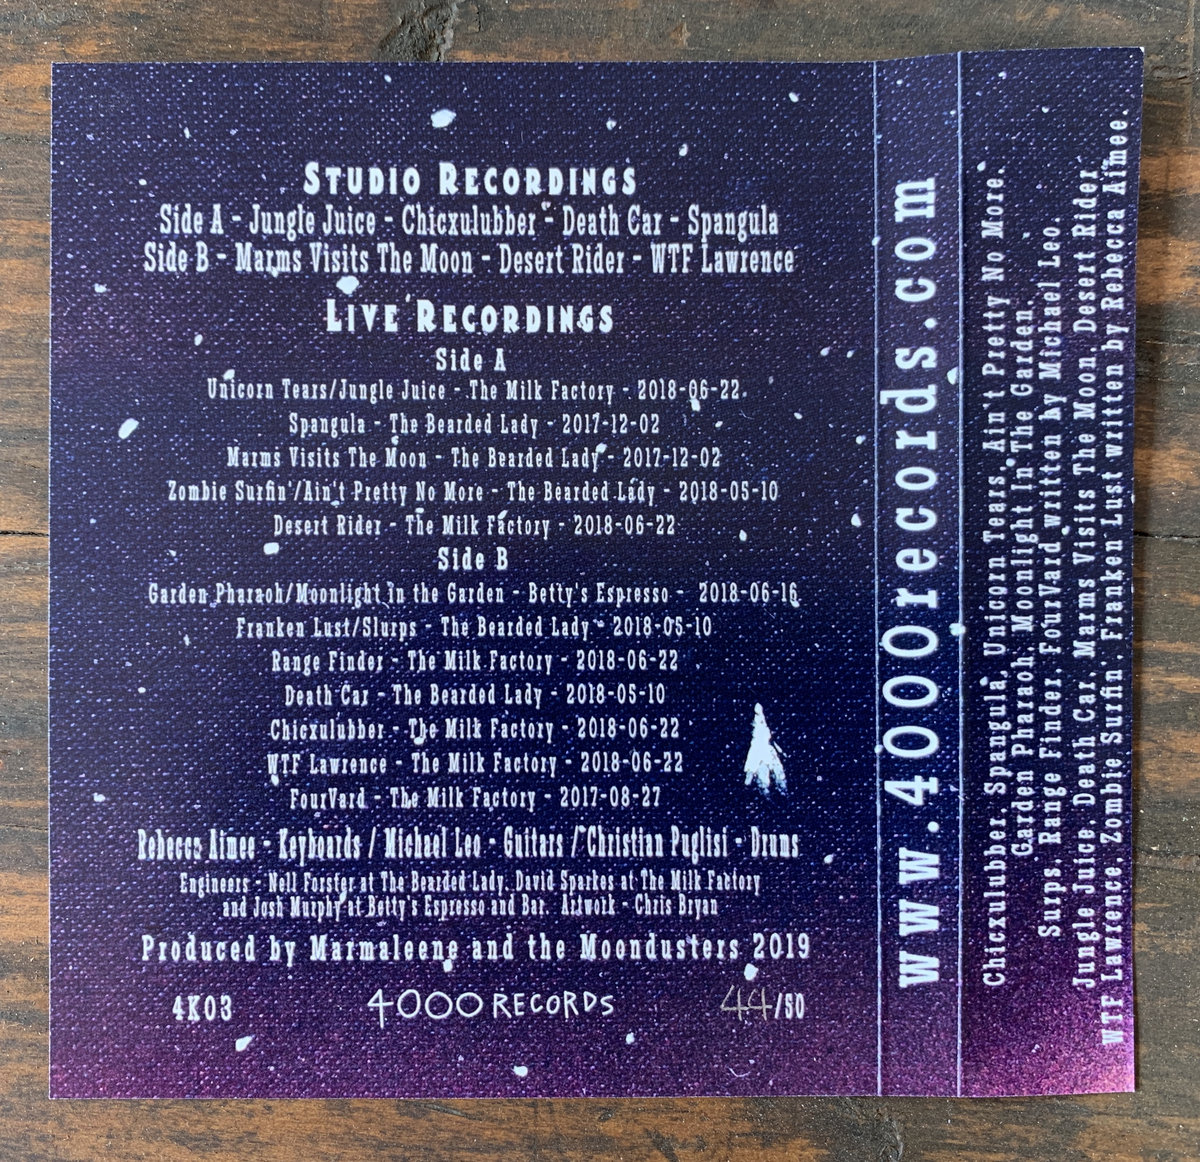 STUDIO RECORDINGS
Side A - Jungle Juice - Chicxulubber - Death Car - Spangula
Side B - Marms Visits The Moon - Desert Rider - WTF Lawrence
LIVE RECORDINGS
Side A
Unicorn Tears/Jungle Juice - The Milk Factory - 2018-06-22
Spangula - The Bearded Lady - 2017-12-02
Marms Visits The Moon - The Bearded Lady - 2017-12-02
Zombie Surfin'/Ain't Pretty No More - The Bearded Lady - 2018-05-10
Desert Rider - The Milk Factory - 2018-06-22
Side B
Garden Pharaoh/Moonlight In the Garden - Betty's Espresso - 2018-06-16
Franken Lust/Slurps - The Bearded Lady - 2018-05-10
Range Finder - The Milk Factory - 2018-06-22
Death Car - The Bearded Lady - 2018-05-10
Chicxulubber - The Milk Factory - 2018-06-22
WTF Lawrence - The Milk Factory - 2018-06-22
FourVard - The Milk Factory - 2017-08-27
Rebecca Aimee - Keyboards / Michael Leo - Guitars / Christian Puglisi - Drums
Engineers - Nell Forster at The Bearded Lady, David Sparkes at The Milk Factory
and Josh Murphy at Betty's Espresso and Bar. Artwork - Chris Bryan
Produced by Marmaleene and the Moondusters 2019
4K03
4000 RECORDS
44/50
www.4000records.com
Chicxulubber, Spangula, Unicorn Tears, Ain't Pretty No More,
Garden Pharaoh, Moonlight In The Garden,
Surps, Range Finder, FourVard written by Michael Leo.
Jungle Juice, Death Car, Marms Visits The Moon, Desert Rider,
WTF Lawrence, Zombie Surfin', Franken Lust written by Rebecca Aimee.